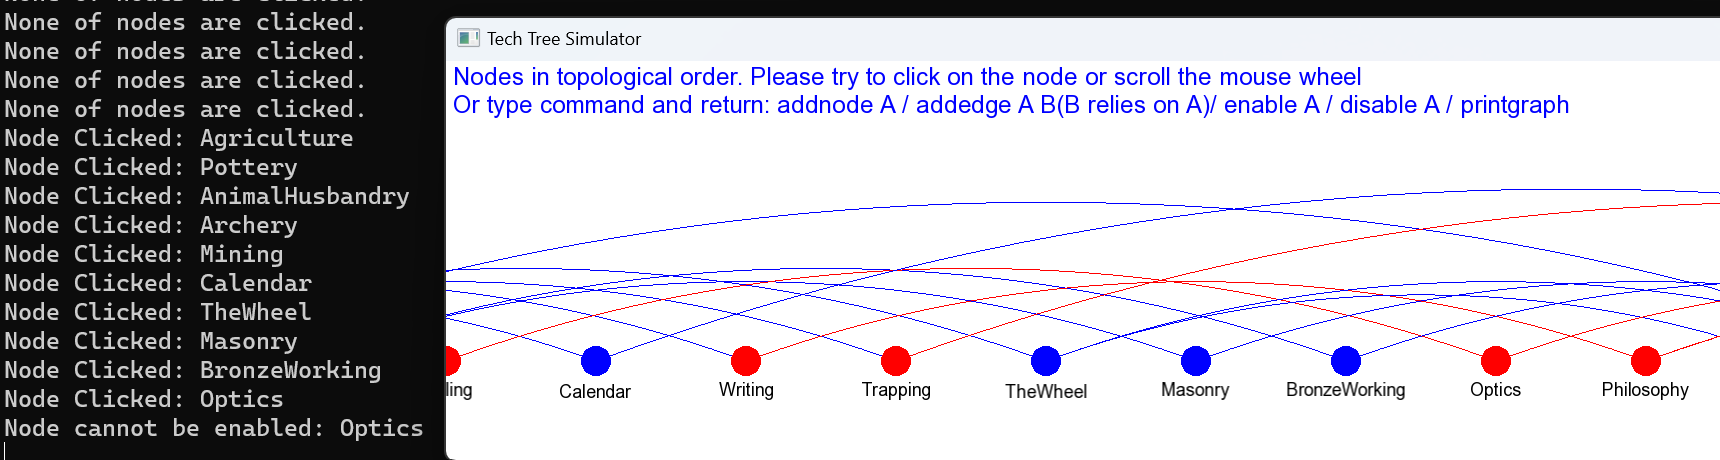 None of nodes are clicked.
None of nodes are clicked.
None of nodes are clicked.
None of nodes are clicked.
None of nodes are clicked.
Node Clicked: Agriculture
Node Clicked: Pottery
Node Clicked: AnimalHusbandry
Node Clicked: Archery
Node Clicked: Mining
Node Clicked: Calendar
Node Clicked: TheWheel
Node Clicked: Masonry
Node Clicked: BronzeWorking
Node Clicked: Optics
Node cannot be enabled: Optics
Tech Tree Simulator
Nodes in topological order. Please try to click on the node or scroll the mouse wheel
Or type command and return: addnode A / addedge A B(B relies on A)/ enable A / disable A / printgraph
ling Calendar Writing Trapping TheWheel Masonry BronzeWorking Optics Philosophy